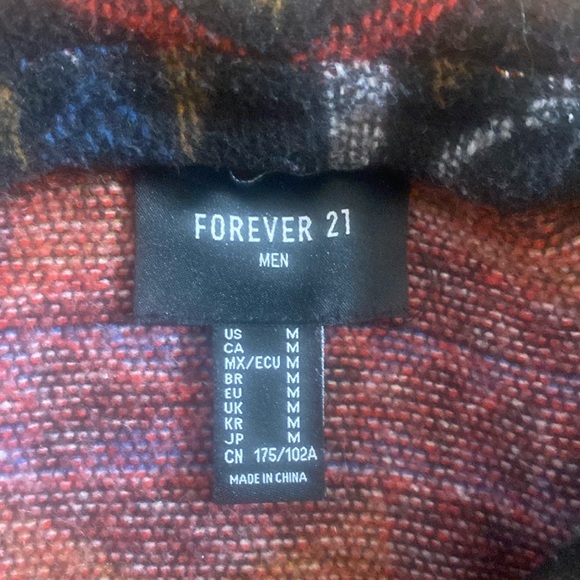 FOREVER 21
MEN
US M
CA M
MX/ECU M
BR M
EU M
UK M
KR M
JP M
CN 175/102A
MADE IN CHINA